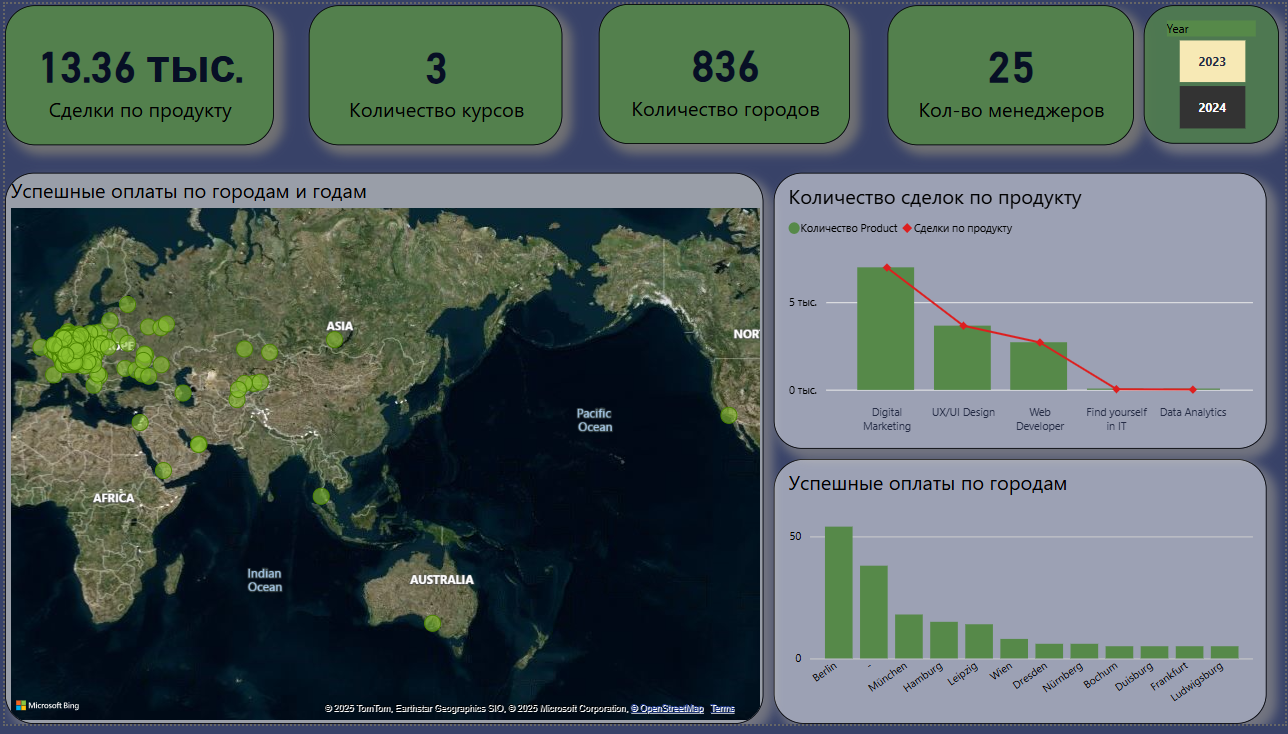 13.36 тыс.
Сделки по продукту
3
Количество курсов
836
Количество городов
25
Кол-во менеджеров
Year
2023
2024
Успешные оплаты по городам и годам
ASIA
Pacific
Ocean
AFRICA
Indian
Ocean
AUSTRALIA
Microsoft Bing
© 2025 TomTom, Earthstar Geographics SIO, © 2025 Microsoft Corporation, © OpenStreetMap Terms
Количество сделок по продукту
Количество Product
Сделки по продукту
5 тыс.
0 тыс.
Digital
Marketing
UX/UI Design
Web
Developer
Find yourself
in IT
Data Analytics
Успешные оплаты по городам
50
0
Berlin
-
München
Hamburg
Leipzig
Wien
Dresden
Nürnberg
Bochum
Duisburg
Frankfurt
Ludwigsburg